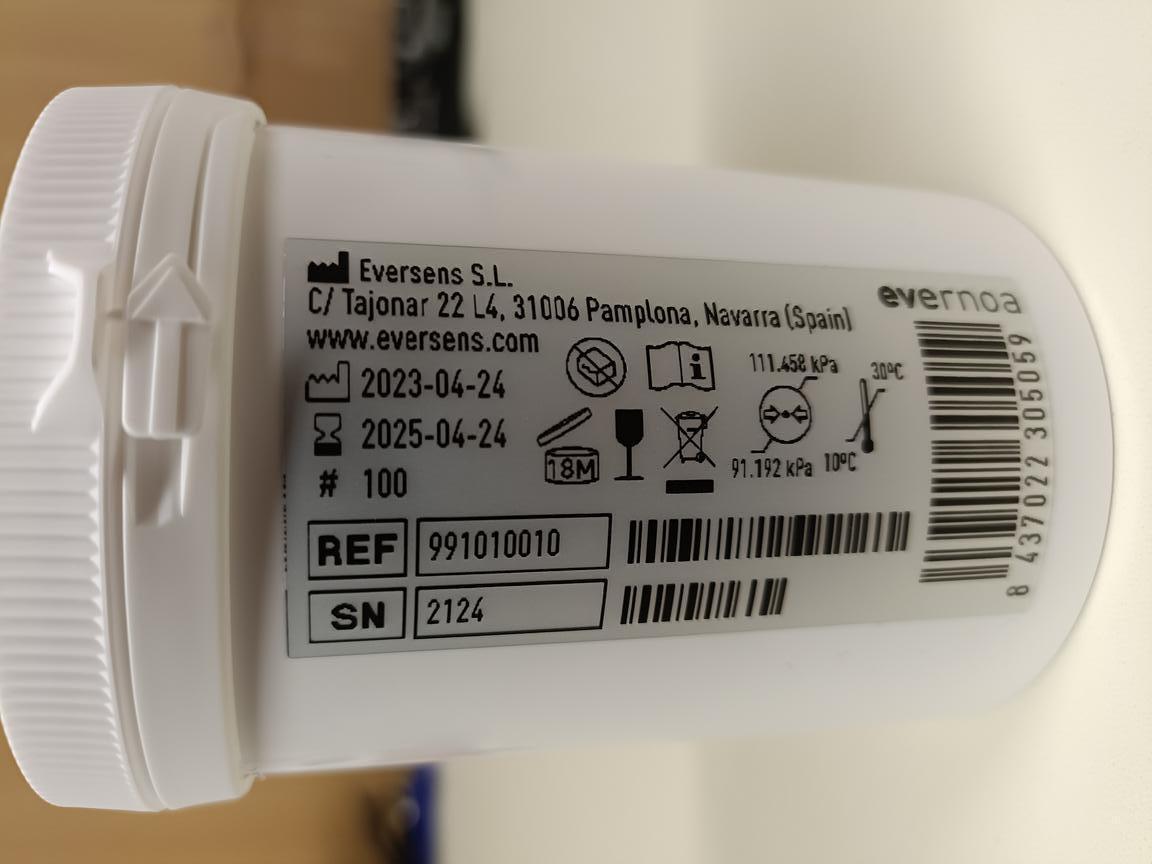 Eversens S.L.
C/ Tajonar 22 L4, 31006 Pamplona, Navarra (Spain)
www.eversens.com
evernoa
2023-04-24
2025-04-24
# 100
18M
111.458 kPa
91.192 kPa
30ºC
10ºC
REF 991010010
SN 2124
8 437022 305059